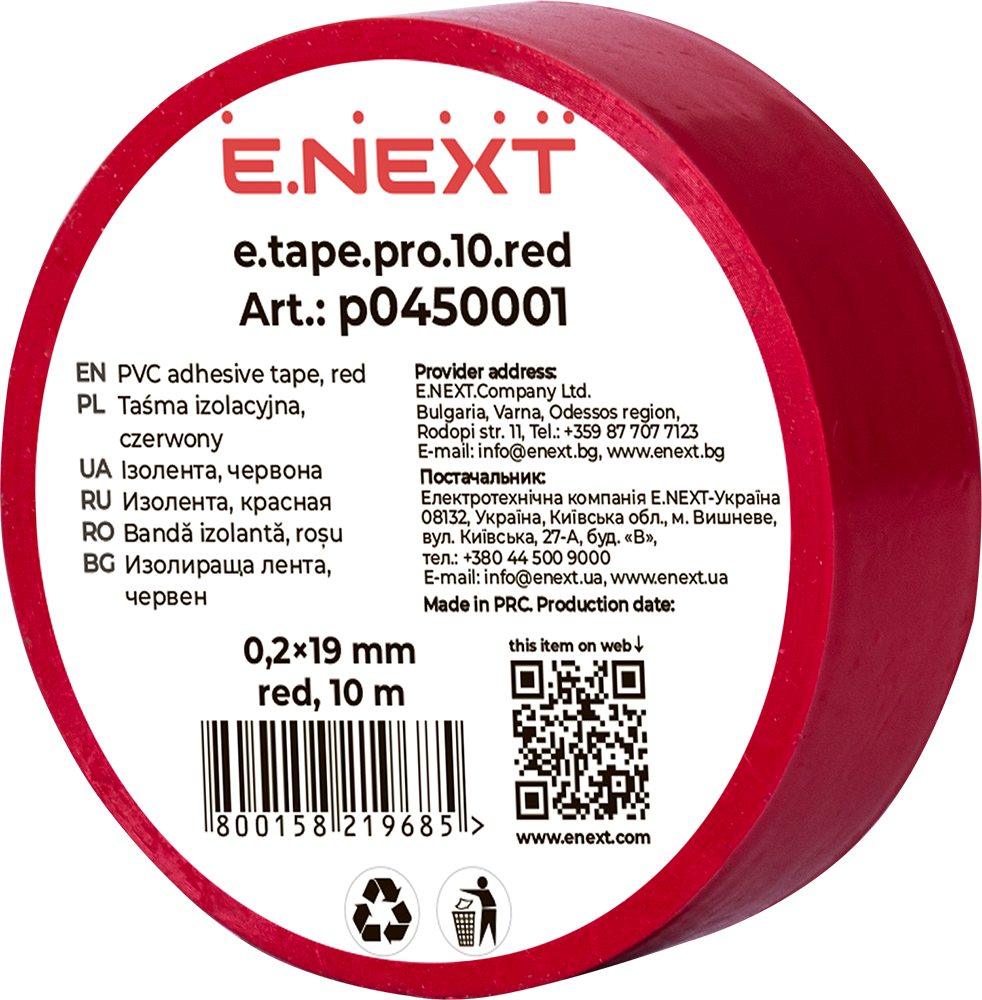 E.NEXT
e.tape.pro.10.red
Art.: p0450001
EN PVC adhesive tape, red
PL Taśma izolacyjna,
czerwony
UA Ізолента, червона
RU Изолента, красная
RO Bandă izolantă, roșu
BG Изолираща лента,
червен
Provider address:
E.NEXT.Company Ltd.
Bulgaria, Varna, Odessos region,
Rodopi str. 11, Tel.: +359 87 707 7123
E-mail: info@enext.bg, www.enext.bg
Постачальник:
Електротехнічна компанія E.NEXT-Україна
08132, Україна, Київська обл., м. Вишневе,
вул. Київська, 27-А, буд. «В»,
тел.: +380 44 500 9000
E-mail: info@enext.ua, www.enext.ua
Made in PRC. Production date:
0,2×19 mm
red, 10 m
800158 219685 >
this item on web↓
www.enext.com